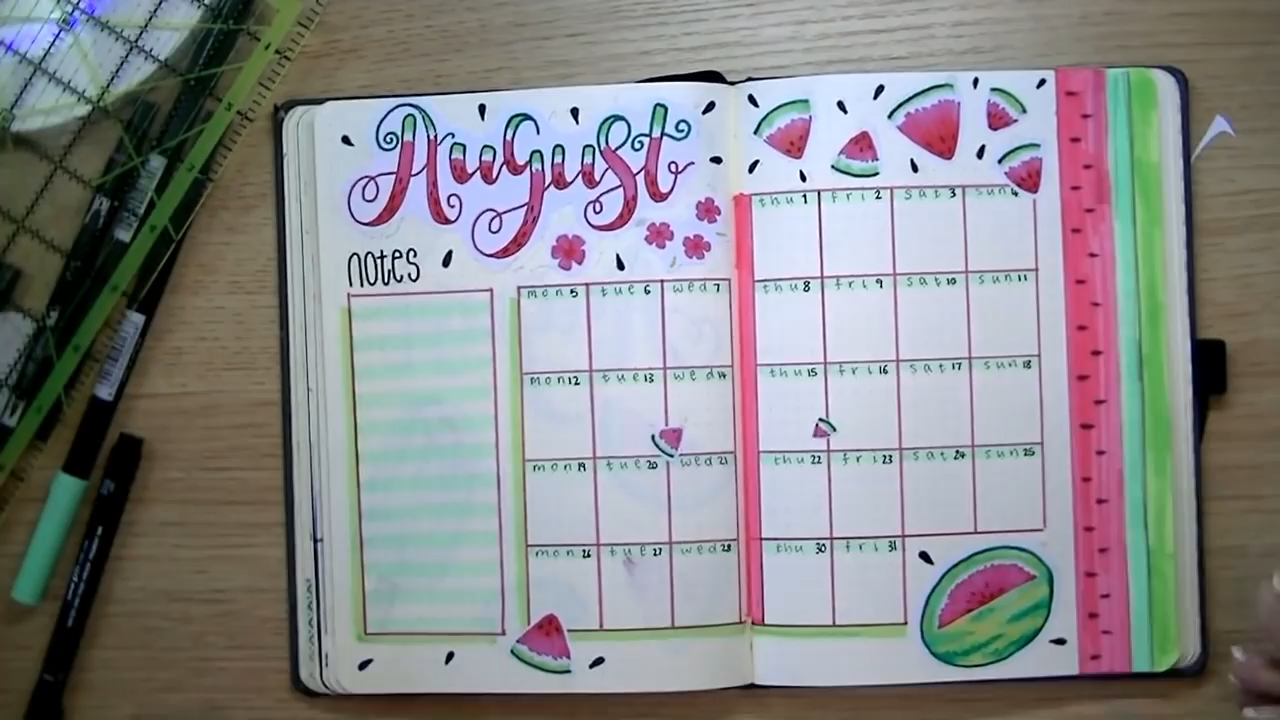 August
notes
thu 1 fri 2 sat 3 sun 4
mon 5 tue 6 wed 7 thu 8 fri 9 sat 10 sun 11
mon 12 tue 13 wed 14 thu 15 fri 16 sat 17 sun 18
mon 19 tue 20 wed 21 thu 22 fri 23 sat 24 sun 25
mon 26 tue 27 wed 28 thu 30 fri 31